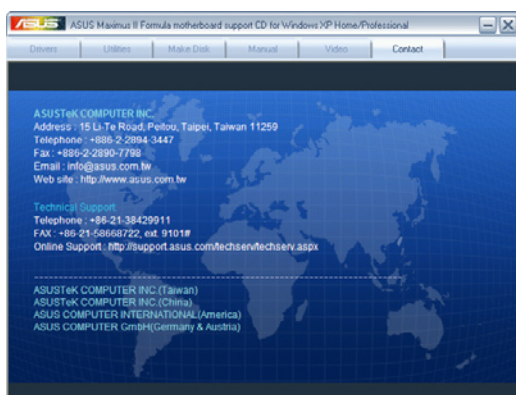 ASUS ASUS Maximus II Formula motherboard support CD for Windows XP Home/Professional
Drivers Utilities Make Disk Manual Video Contact
ASUSTeK COMPUTER INC.
Address : 15 Li-Te Road, Peitou, Taipei, Taiwan 11259
Telephone : +886-2-2894-3447
Fax : +886-2-2890-7798
Email : info@asus.com.tw
Web site : http://www.asus.com.tw
Technical Support
Telephone : +86-21-38429911
FAX : +86-21-58668722, ext. 9101#
Online Support : http://support.asus.com/techserv/techserv.aspx
ASUSTeK COMPUTER INC.(Taiwan)
ASUSTeK COMPUTER INC.(China)
ASUS COMPUTER INTERNATIONAL(America)
ASUS COMPUTER GmbH(Germany & Austria)